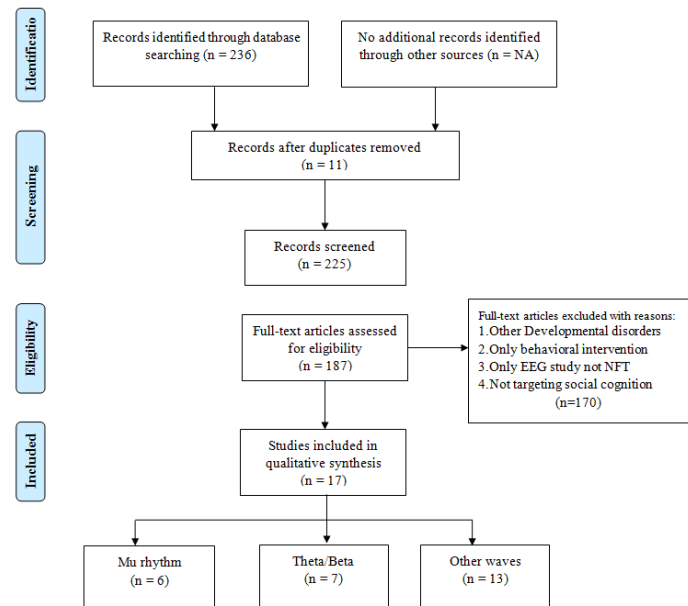 Identificatio
Records identified through database
searching (n = 236)
No additional records identified
through other sources (n = NA)
Screening
Records after duplicates removed
(n = 11)
Records screened
(n = 225)
Eligibility
Full-text articles assessed
for eligibility
(n = 187)
Full-text articles excluded with reasons:
1.Other Developmental disorders
2.Only behavioral intervention
3.Only EEG study not NFT
4.Not targeting social cognition
(n=170)
Included
Studies included in
qualitative synthesis
(n = 17)
Mu rhythm
(n = 6)
Theta/Beta
(n = 7)
Other waves
(n = 13)